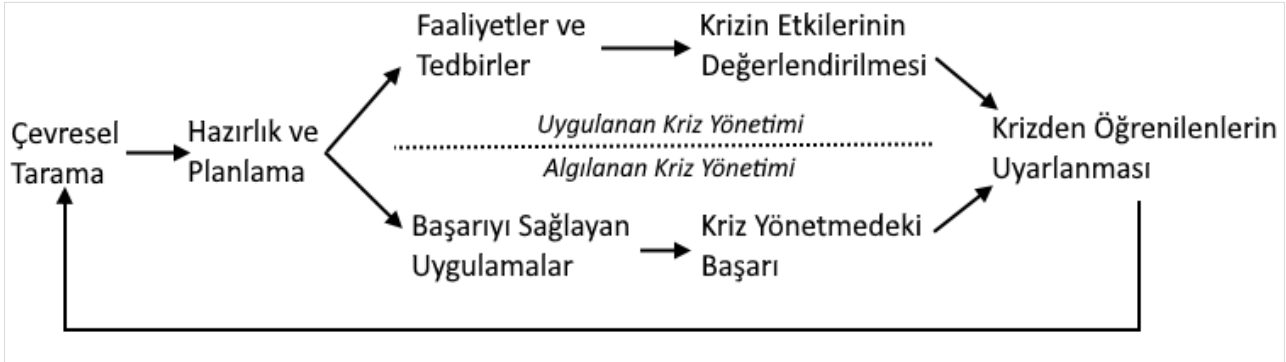 Çevresel
Tarama
Hazırlık ve
Planlama
Faaliyetler ve
Tedbirler
Krizin Etkilerinin
Değerlendirilmesi
Uygulanan Kriz Yönetimi
Algılanan Kriz Yönetimi
Başarıyı Sağlayan
Uygulamalar
Kriz Yönetmedeki
Başarı
Krizden Öğrenilenlerin
Uyarlanması